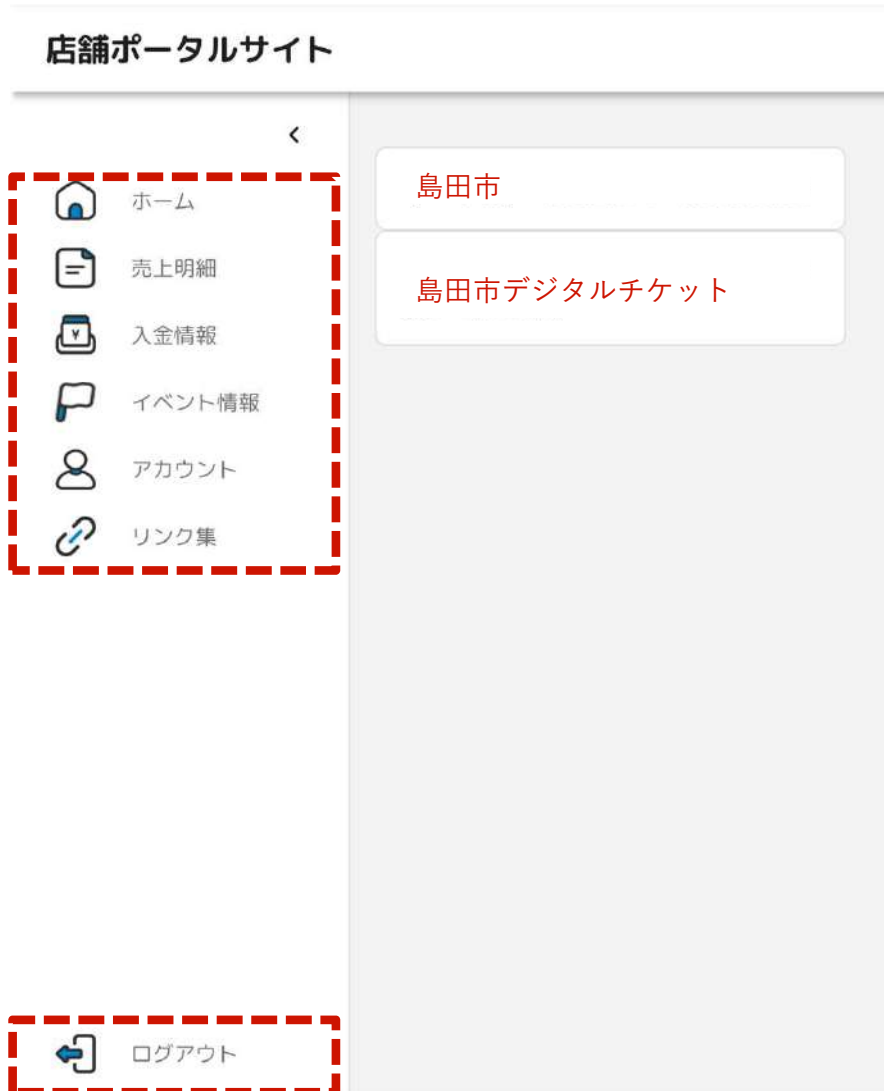 店舗ポータルサイト
ホーム
売上明細
入金情報
イベント情報
アカウント
リンク集
ログアウト
島田市
島田市デジタルチケット